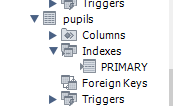 Triggers
pupils
Columns
Indexes
PRIMARY
Foreign Keys
Triggers